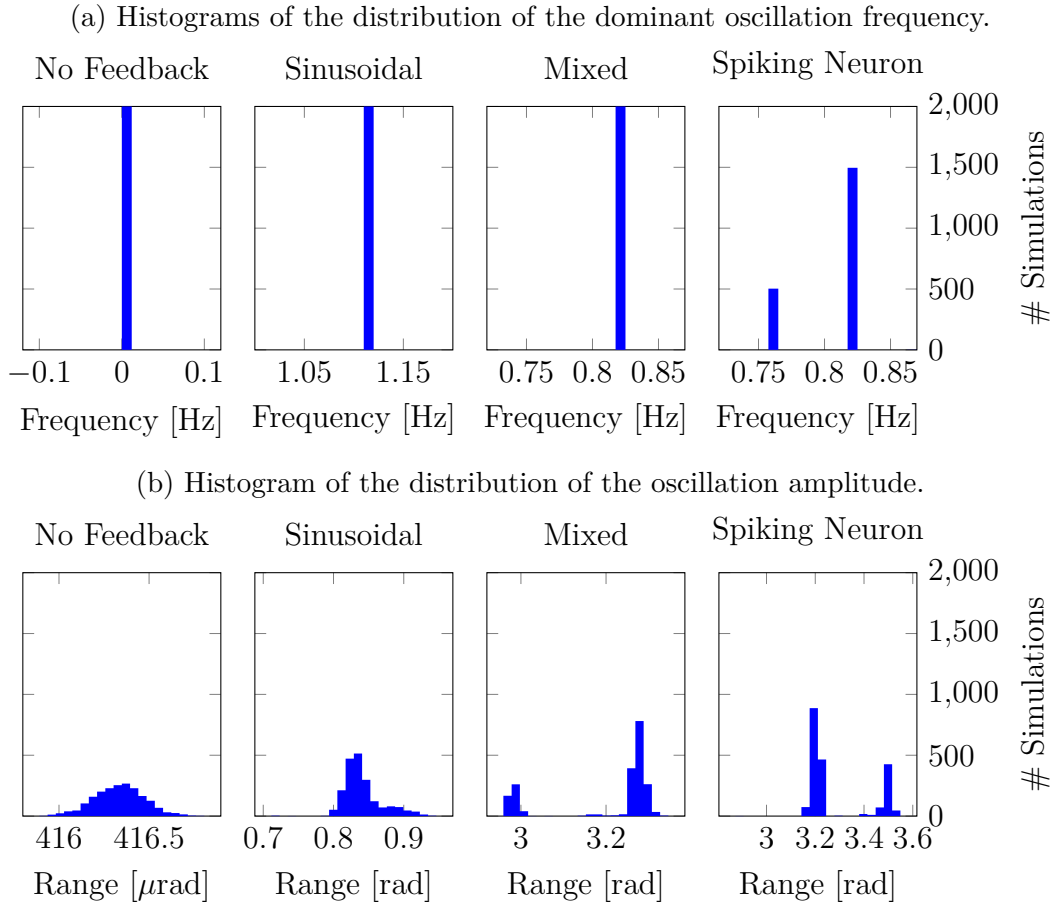 (a) Histograms of the distribution of the dominant oscillation frequency.
No Feedback Sinusoidal Mixed Spiking Neuron
2,000
1,500
1,000
500
0
# Simulations
−0.1 0 0.1 1.05 1.15 0.75 0.8 0.85 0.75 0.8 0.85
Frequency [Hz] Frequency [Hz] Frequency [Hz] Frequency [Hz]
(b) Histogram of the distribution of the oscillation amplitude.
No Feedback Sinusoidal Mixed Spiking Neuron
2,000
1,500
1,000
500
0
# Simulations
416 416.5 0.7 0.8 0.9 3 3.2 3 3.2 3.4 3.6
Range [μrad] Range [rad] Range [rad] Range [rad]